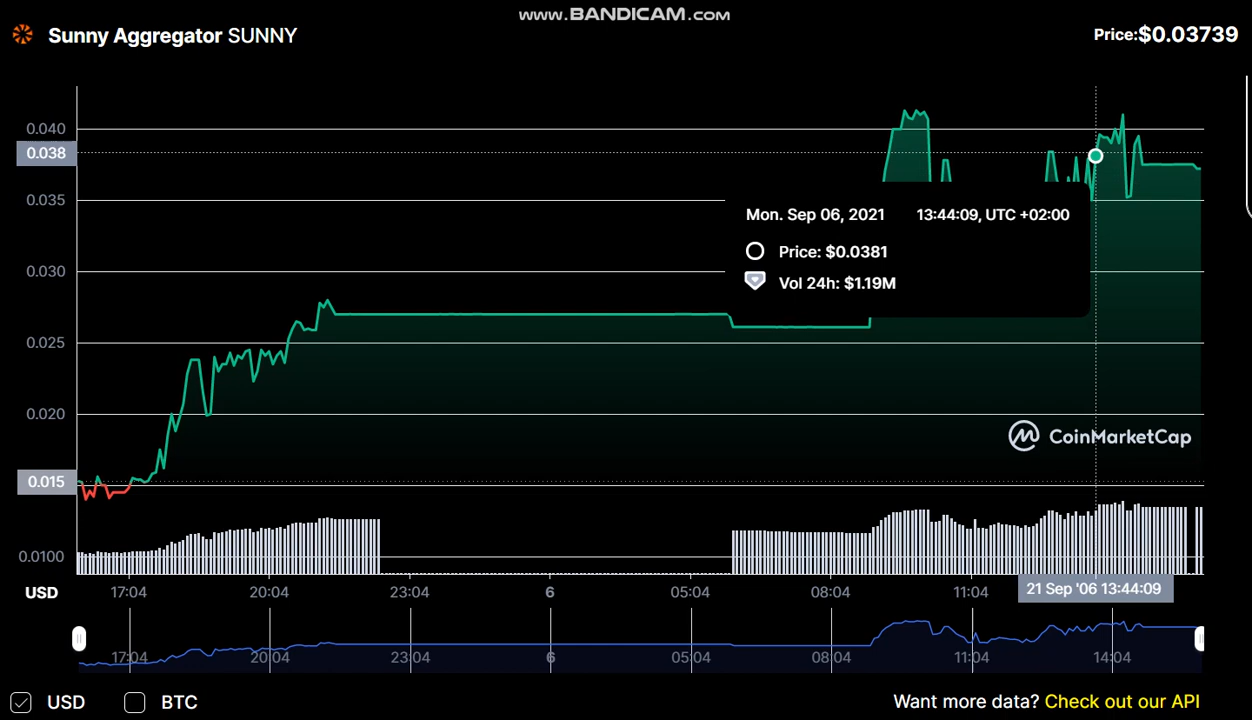 www.BANDICAM.com
Sunny Aggregator SUNNY
Price:$0.03739
0.040
0.038
0.035
Mon. Sep 06, 2021 13:44:09, UTC +02:00
Price: $0.0381
0.030
Vol 24h: $1.19M
0.025
0.020
CoinMarketCap
0.015
0.0100
USD 17:04 20:04 23:04 6 05:04 08:04 11:04 21 Sep '06 13:44:09
17:04 20:04 23:04 6 05:04 08:04 11:04 14:04
USD BTC
Want more data? Check out our API